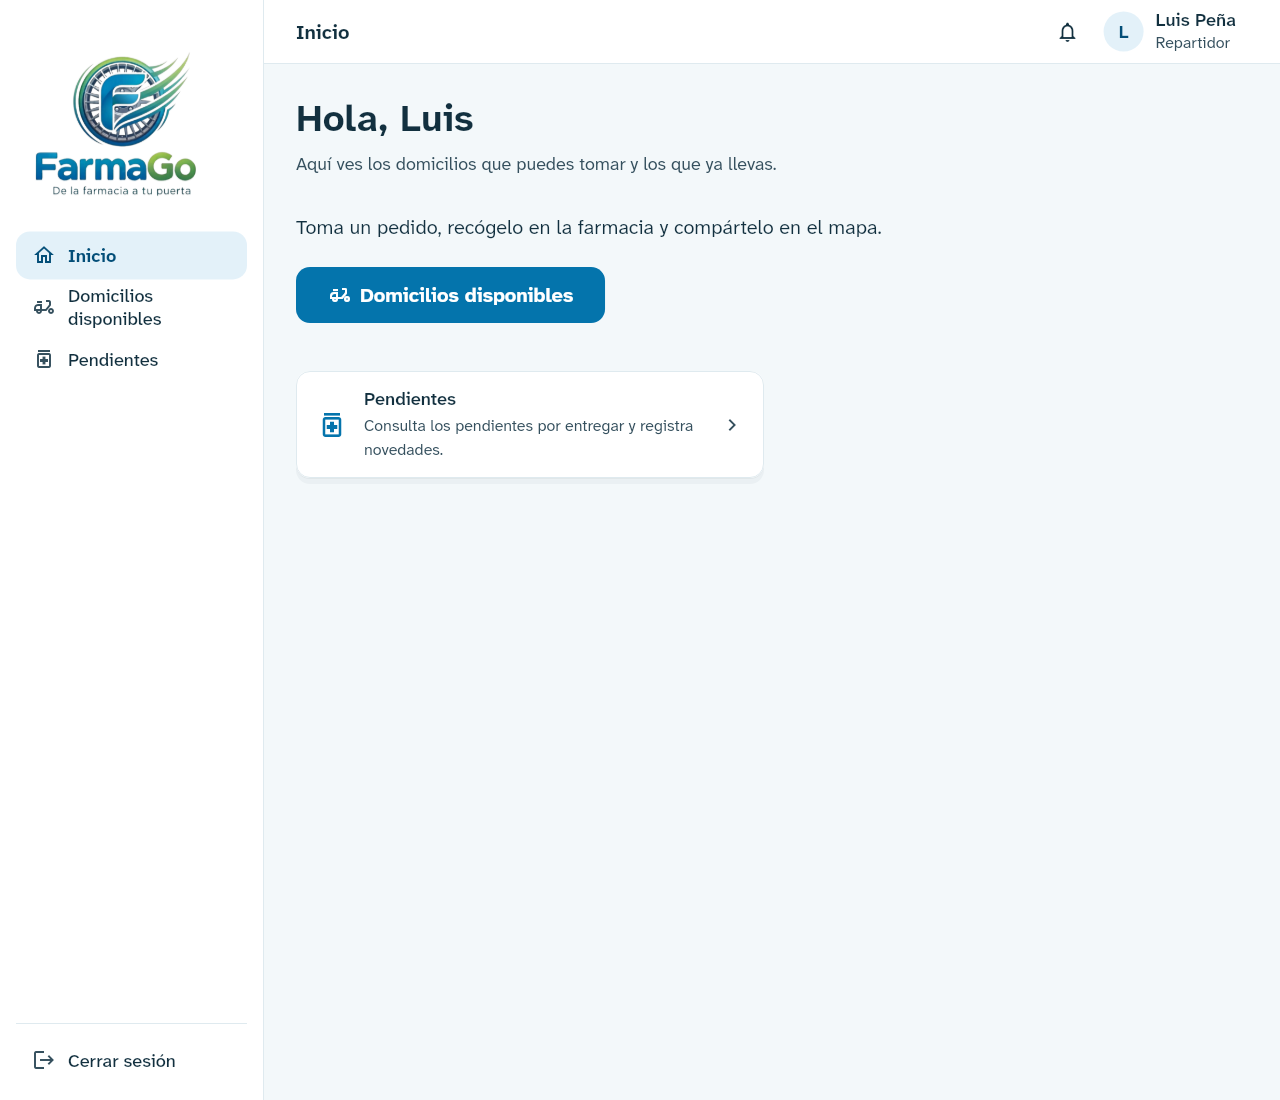 FarmaGo
De la farmacia a tu puerta
Inicio
Domicilios
disponibles
Pendientes
Cerrar sesión
Inicio
L
Luis Peña
Repartidor
Hola, Luis
Aquí ves los domicilios que puedes tomar y los que ya llevas.
Toma un pedido, recógelo en la farmacia y compártelo en el mapa.
Domicilios disponibles
Pendientes
Consulta los pendientes por entregar y registra
novedades.